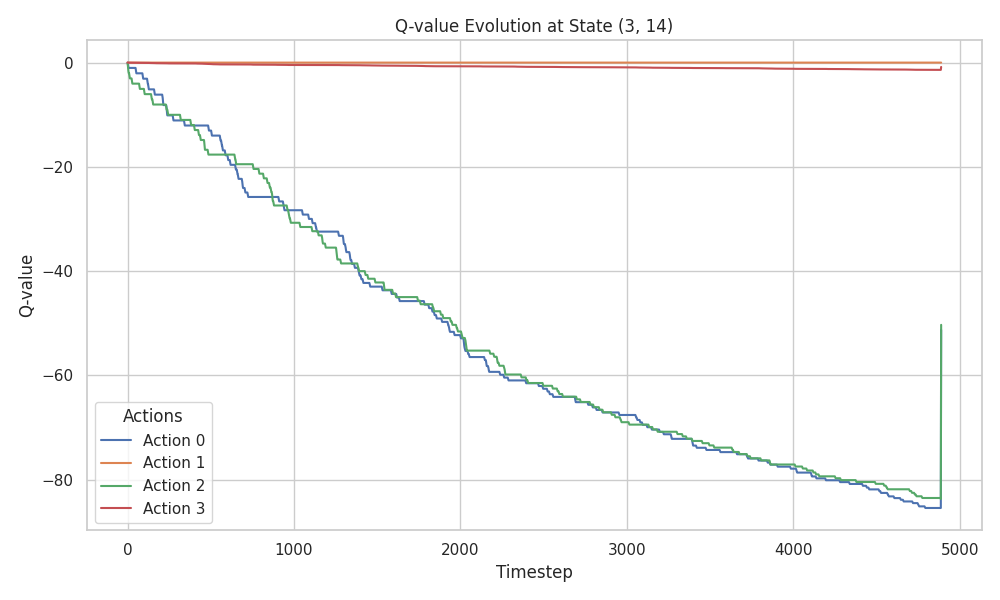 Q-value Evolution at State (3, 14)
0
−20
−40
−60
−80
Q-value
Actions
Action 0
Action 1
Action 2
Action 3
0 1000 2000 3000 4000 5000
Timestep